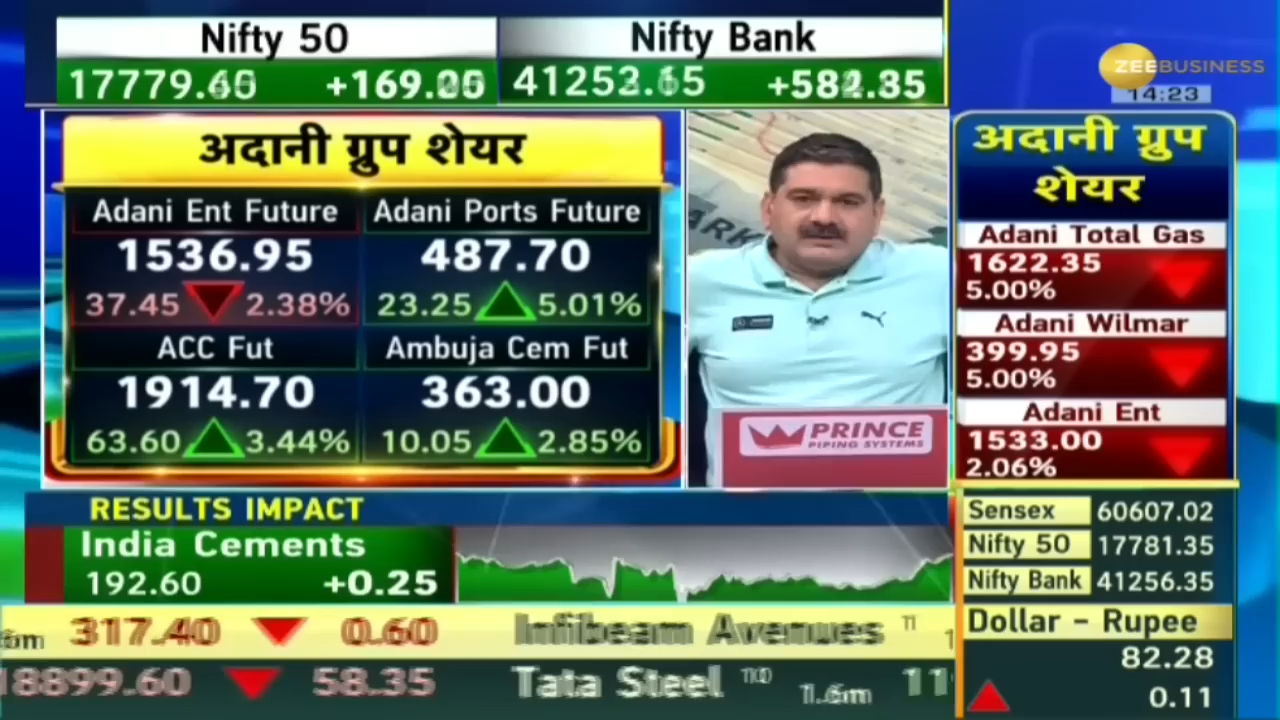 Nifty 50
Nifty Bank
17779.40 +169.00
41253.65 +582.35
ZEEBUSINESS
14:23
अदानी ग्रुप शेयर
Adani Ent Future
1536.95
37.45 2.38%
Adani Ports Future
487.70
23.25 5.01%
ACC Fut
1914.70
63.60 3.44%
Ambuja Cem Fut
363.00
10.05 2.85%
ARK
PRINCE
PIPING SYSTEMS
अदानी ग्रुप
शेयर
Adani Total Gas
1622.35
5.00%
Adani Wilmar
399.95
5.00%
Adani Ent
1533.00
2.06%
RESULTS IMPACT
India Cements
192.60 +0.25
Sensex 60607.02
Nifty 50 17781.35
Nifty Bank 41256.35
Dollar - Rupee
82.28
0.11
317.40 0.60 Infibeam Avenues
18899.60 58.35 Tata Steel 1.6m